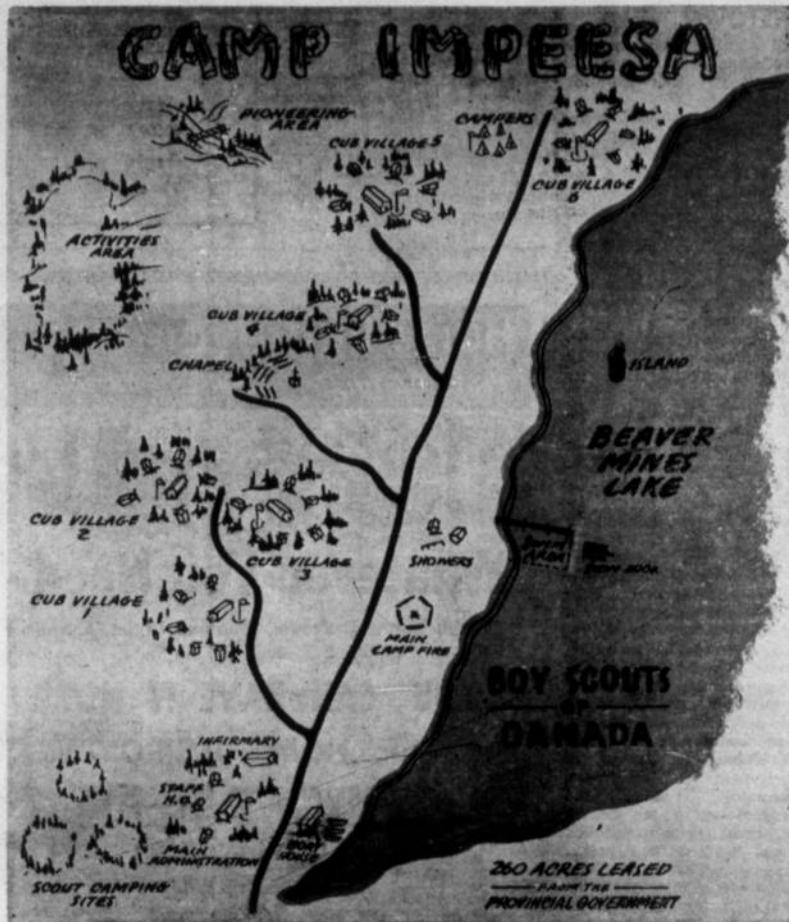 CAMP IMPEESA
PIONEERING
AREA
CAMPERS
CUB VILLAGE 5
CUB VILLAGE
6
ACTIVITIES
AREA
CUB VILLAGE
4
CHAPEL
ISLAND
BEAVER
MINES
LAKE
CUB VILLAGE
2
CUB VILLAGE
3
SHOWERS
AREA
CUB VILLAGE
1
MAIN
CAMP FIRE
BOY SCOUTS
OF
CANADA
INFIRMARY
STAFF
H.Q.
MAIN
ADMINISTRATION
BOAT
HOUSE
SCOUT CAMPING
SITES
260 ACRES LEASED
FROM THE
PROVINCIAL GOVERNMENT